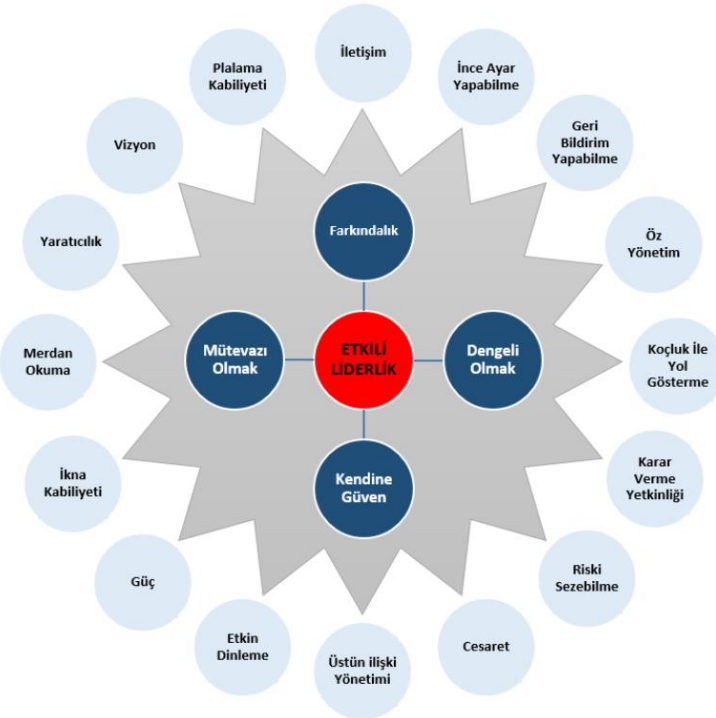 İletişim
İnce Ayar
Yapabilme
Geri
Bildirim
Yapabilme
Öz
Yönetim
Koçluk İle
Yol
Gösterme
Karar
Verme
Yetkinliği
Riski
Sezebilme
Cesaret
Üstün ilişki
Yönetimi
Etkin
Dinleme
Güç
İkna
Kabiliyeti
Merdan
Okuma
Yaratıcılık
Vizyon
Plalama
Kabiliyeti
Farkındalık
Dengeli
Olmak
Kendine
Güven
Mütevazı
Olmak
ETKİLİ
LİDERLİK